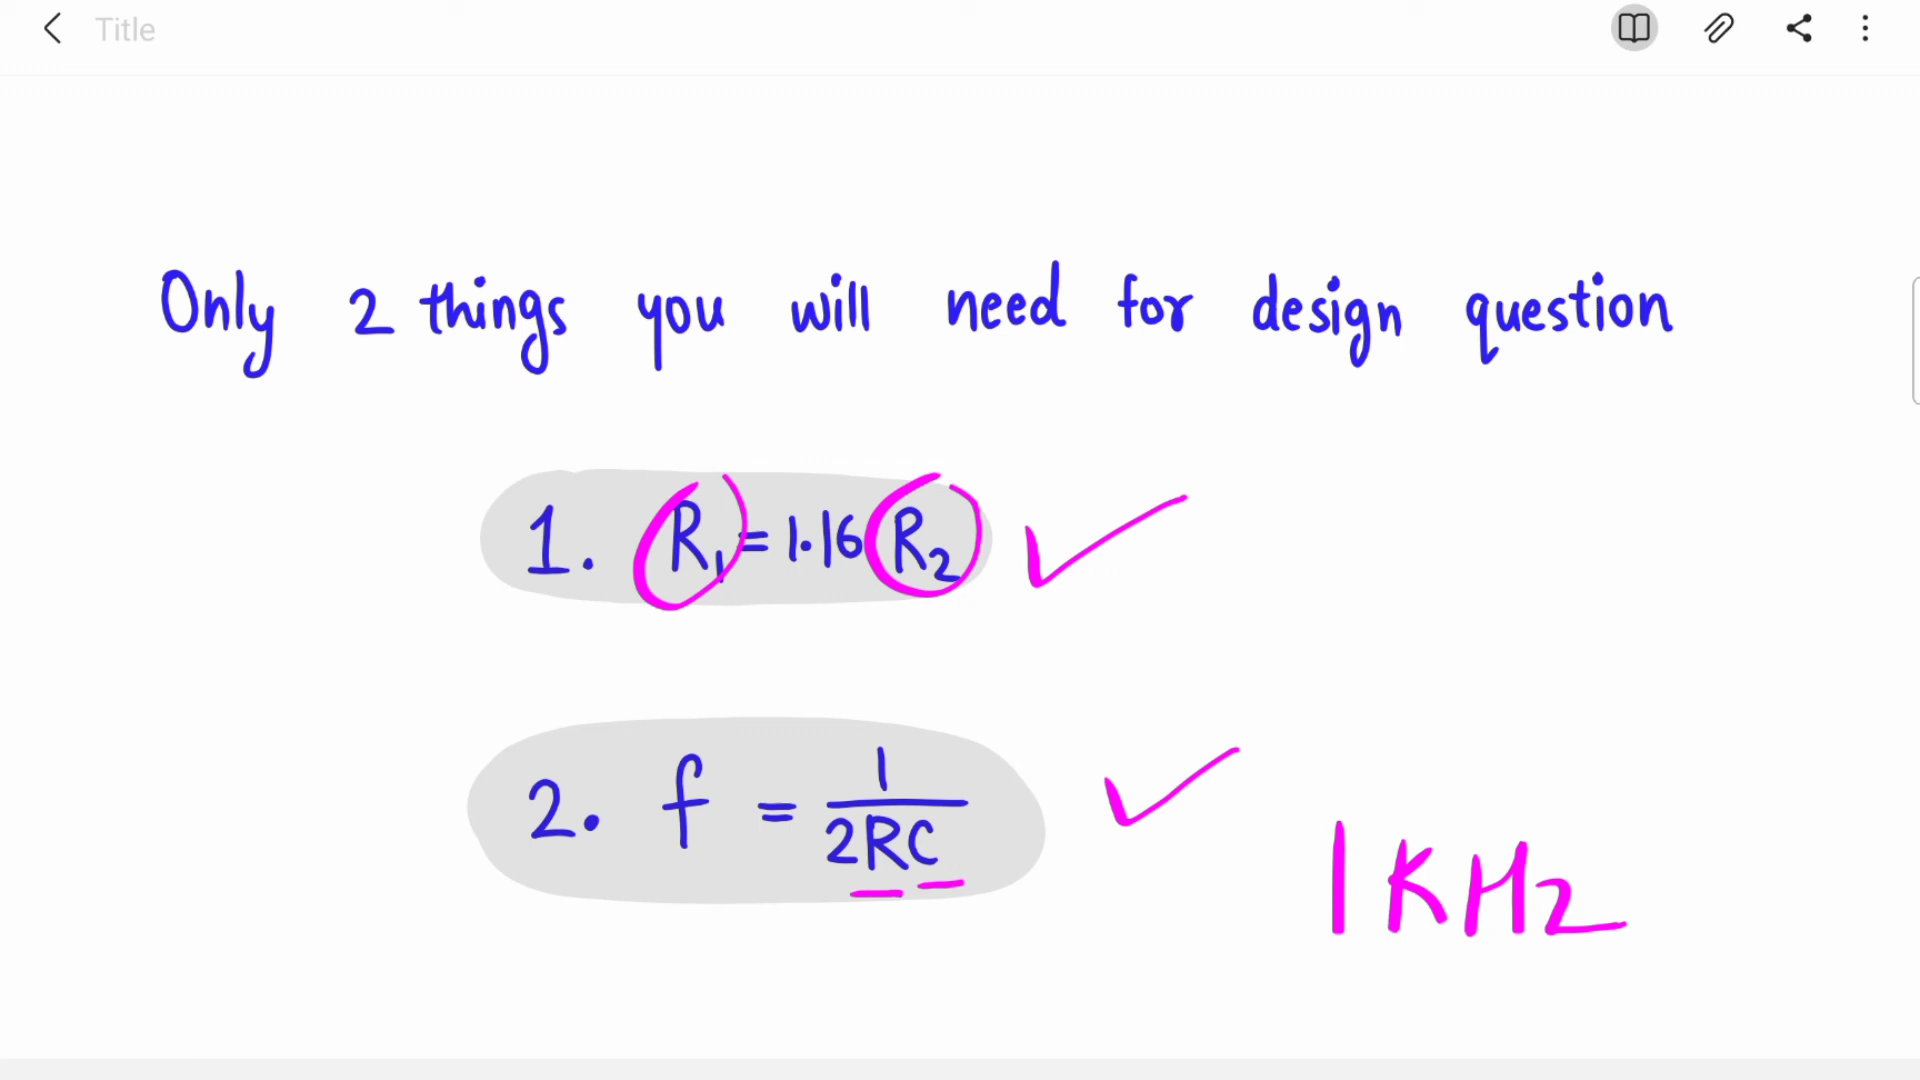 Title
Only 2 things you will need for design question
1. R₁ = 1.16 R₂
2. f = 1/2RC
1 KHz